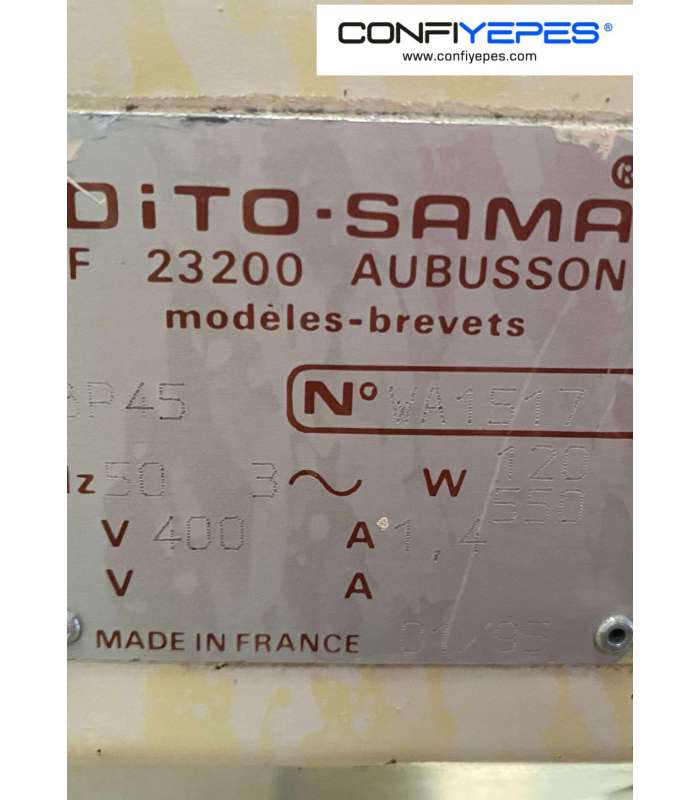 CONFIYEPES®
www.confiyepes.com
DiTO-SAMA®
F 23200 AUBUSSON
modèles-brevets
BP45 Nº WA1517
Hz 50 3~ W 120
550
V 400 A 1,4
V A
MADE IN FRANCE 01/95